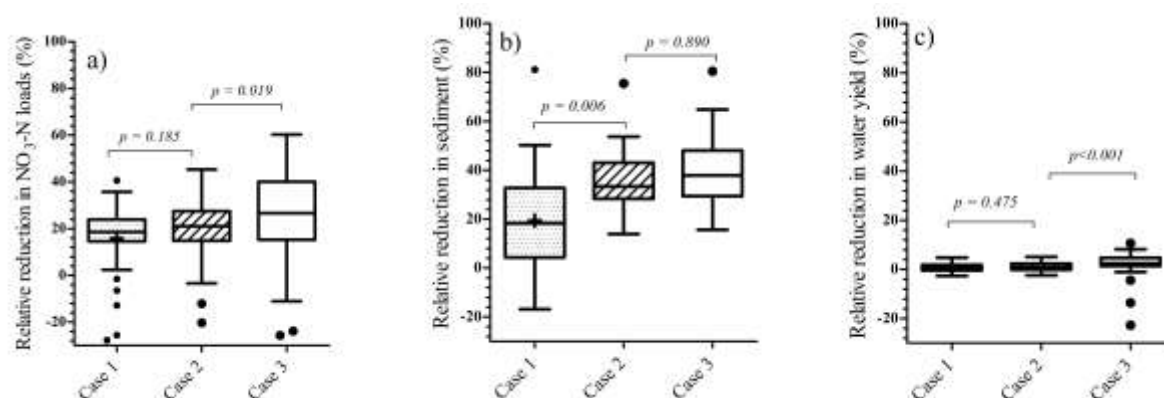 a)
Relative reduction in NO3-N loads (%)
100
80
60
40
20
0
-20
p = 0.185
p = 0.019
Case 1
Case 2
Case 3
b)
Relative reduction in sediment (%)
100
80
60
40
20
0
-20
p = 0.006
p = 0.890
Case 1
Case 2
Case 3
c)
Relative reduction in water yield (%)
100
80
60
40
20
0
-20
p = 0.475
p<0.001
Case 1
Case 2
Case 3